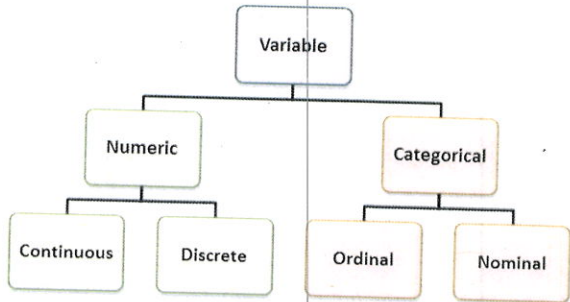 Variable
Numeric
Categorical
Continuous
Discrete
Ordinal
Nominal